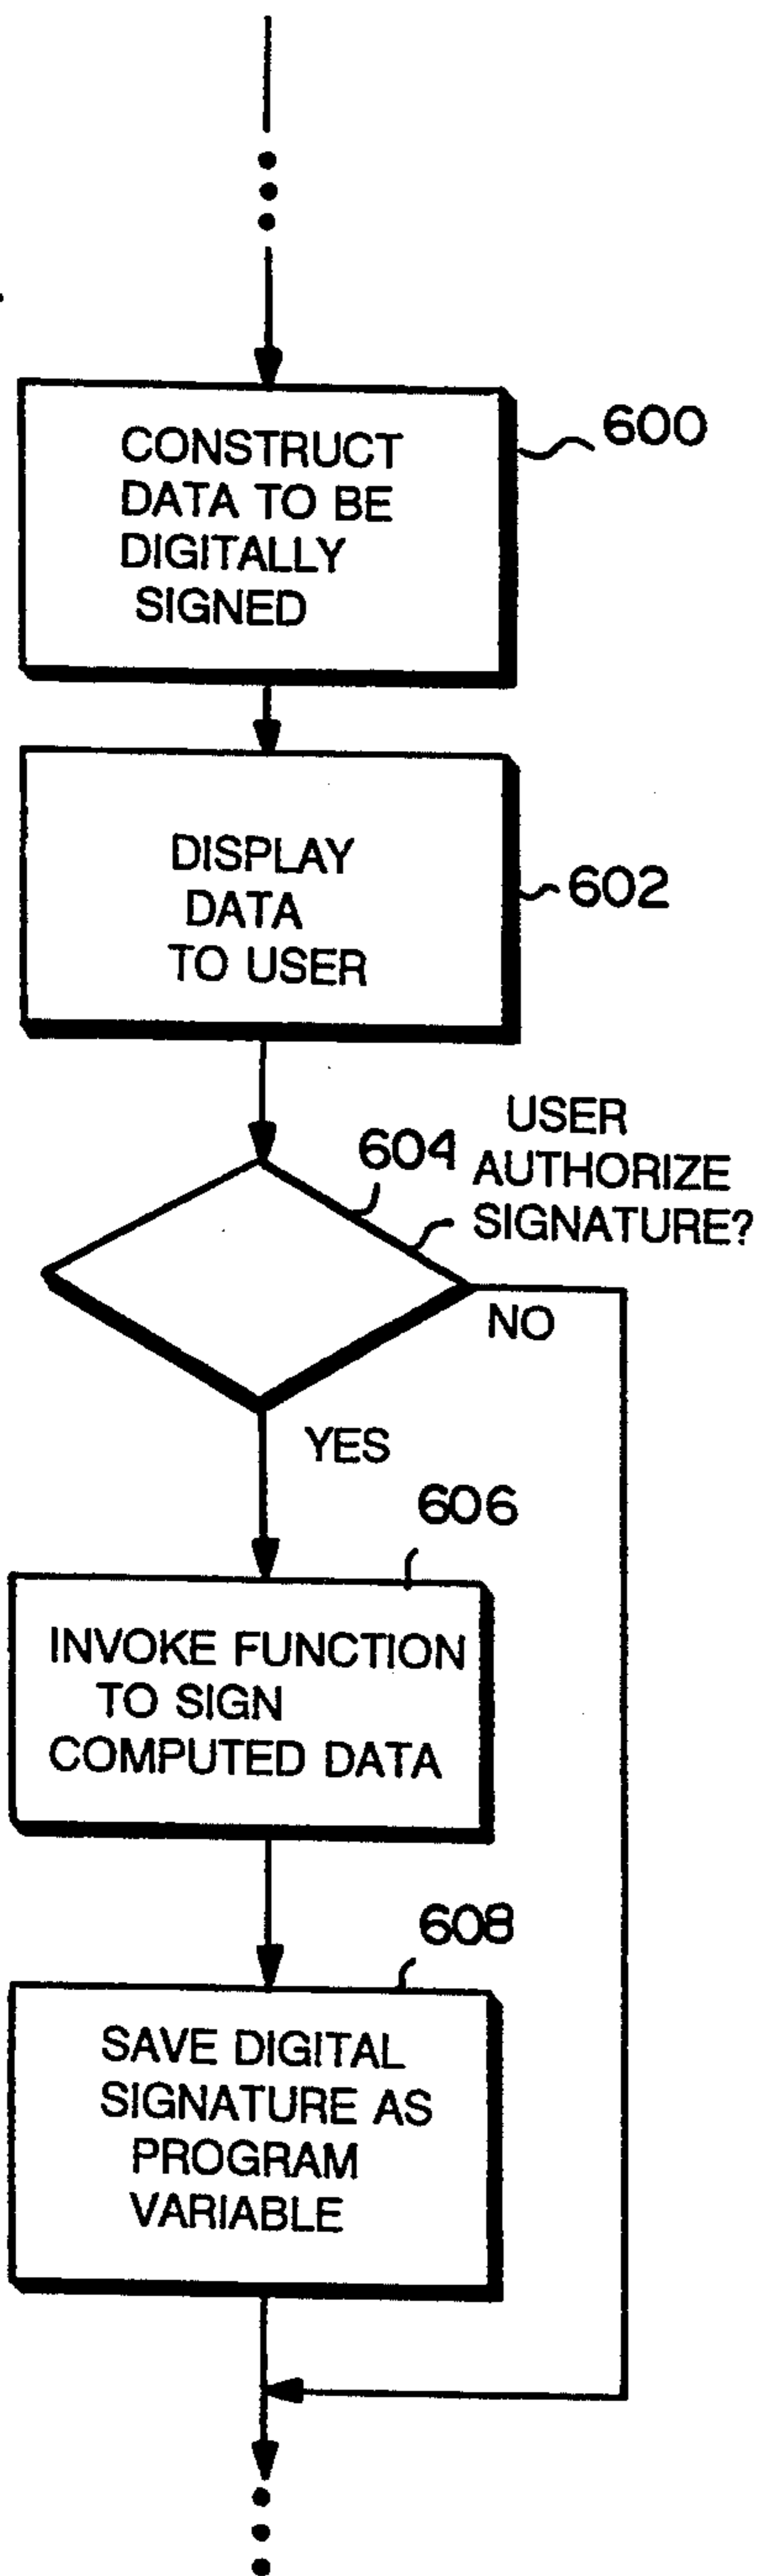 CONSTRUCT
DATA TO BE
DIGITALLY
SIGNED
600
DISPLAY
DATA
TO USER
602
604
USER
AUTHORIZE
SIGNATURE?
NO
YES
606
INVOKE FUNCTION
TO SIGN
COMPUTED DATA
608
SAVE DIGITAL
SIGNATURE AS
PROGRAM
VARIABLE